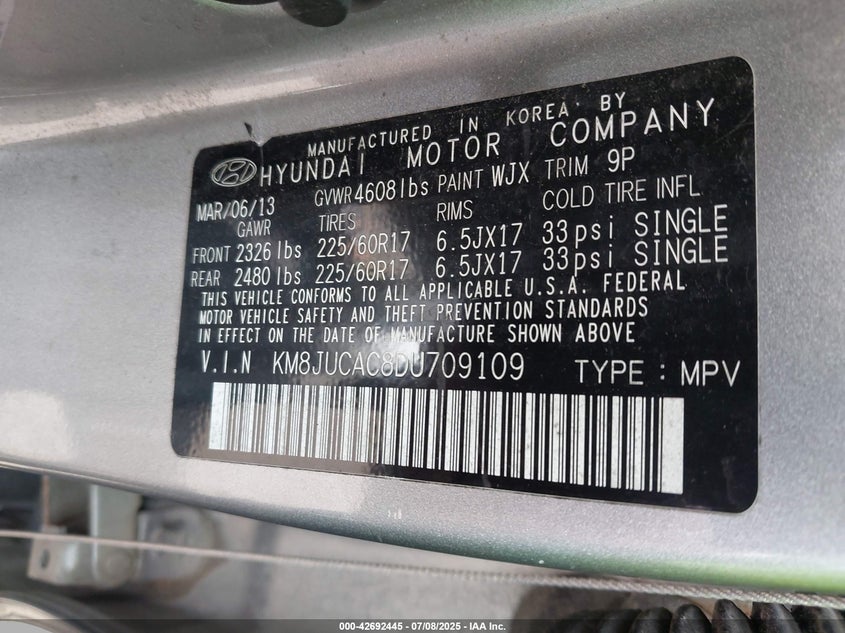 MANUFACTURED IN KOREA BY
HYUNDAI MOTOR COMPANY
MAR/06/13 GVWR 4608 lbs PAINT WJX TRIM 9P
GAWR TIRES RIMS COLD TIRE INFL
FRONT 2326 lbs 225/60R17 6.5JX17 33 psi SINGLE
REAR 2480 lbs 225/60R17 6.5JX17 33 psi SINGLE
THIS VEHICLE CONFORMS TO ALL APPLICABLE U.S.A. FEDERAL
MOTOR VEHICLE SAFETY AND THEFT PREVENTION STANDARDS
IN EFFECT ON THE DATE OF MANUFACTURE SHOWN ABOVE
V.I.N KM8JUCAC8DU709109 TYPE : MPV
000-42692445 | 07/08/2025 - IAA Inc.